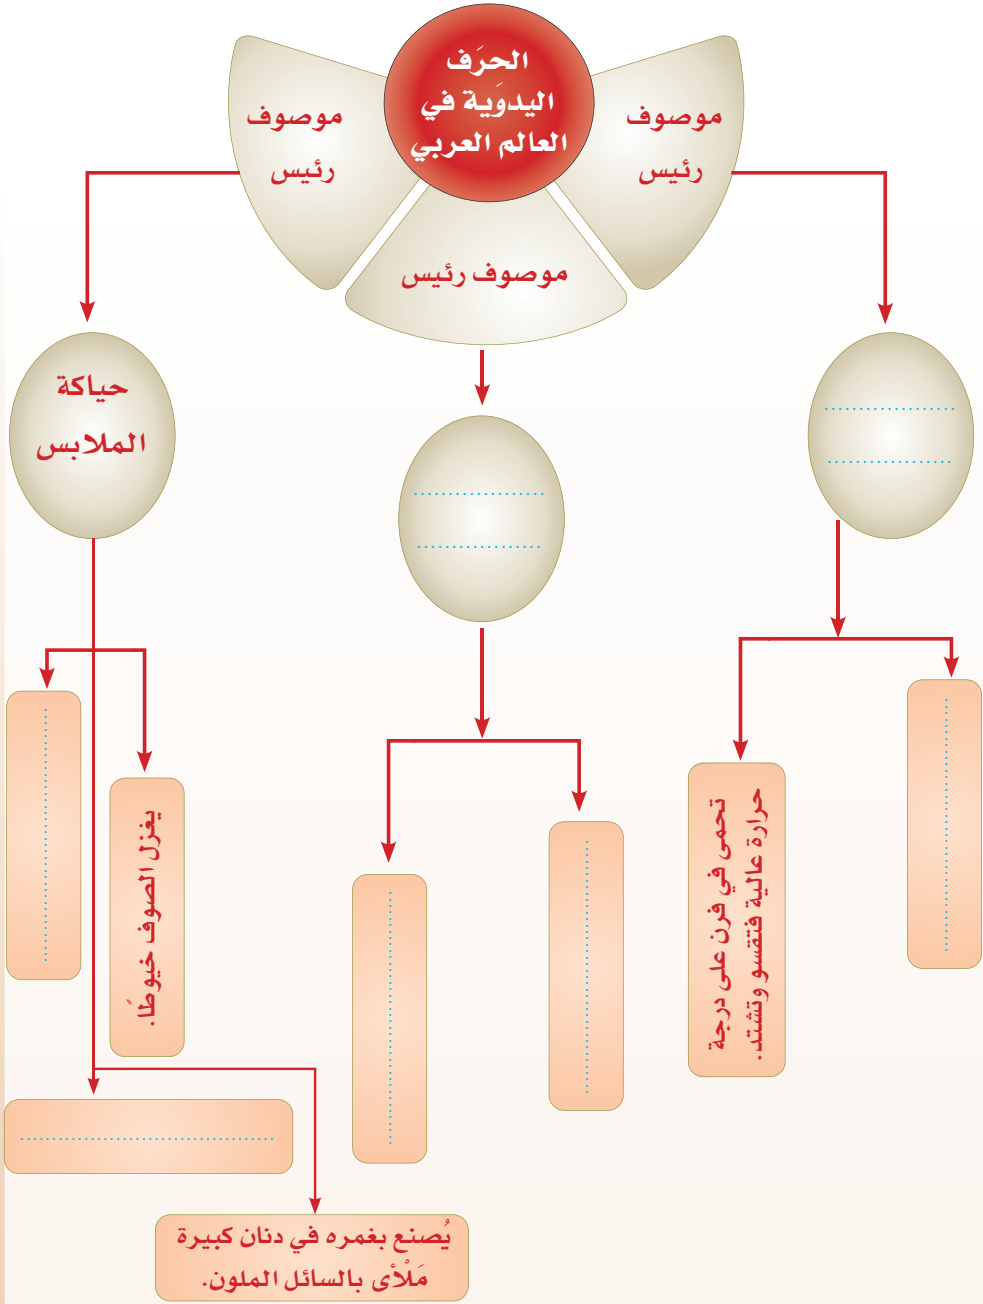 الحرَف
اليدوَية في
العالم العربي
موصوف
رئيس
موصوف رئيس
موصوف
رئيس
حياكة
الملابس
تحمى في فرن على درجة
حرارة عالية فتقسو وتشتد.
يغزل الصوف خيوطًا.
يُصنع بغمره في دنان كبيرة
مَلْأى بالسائل الملون.